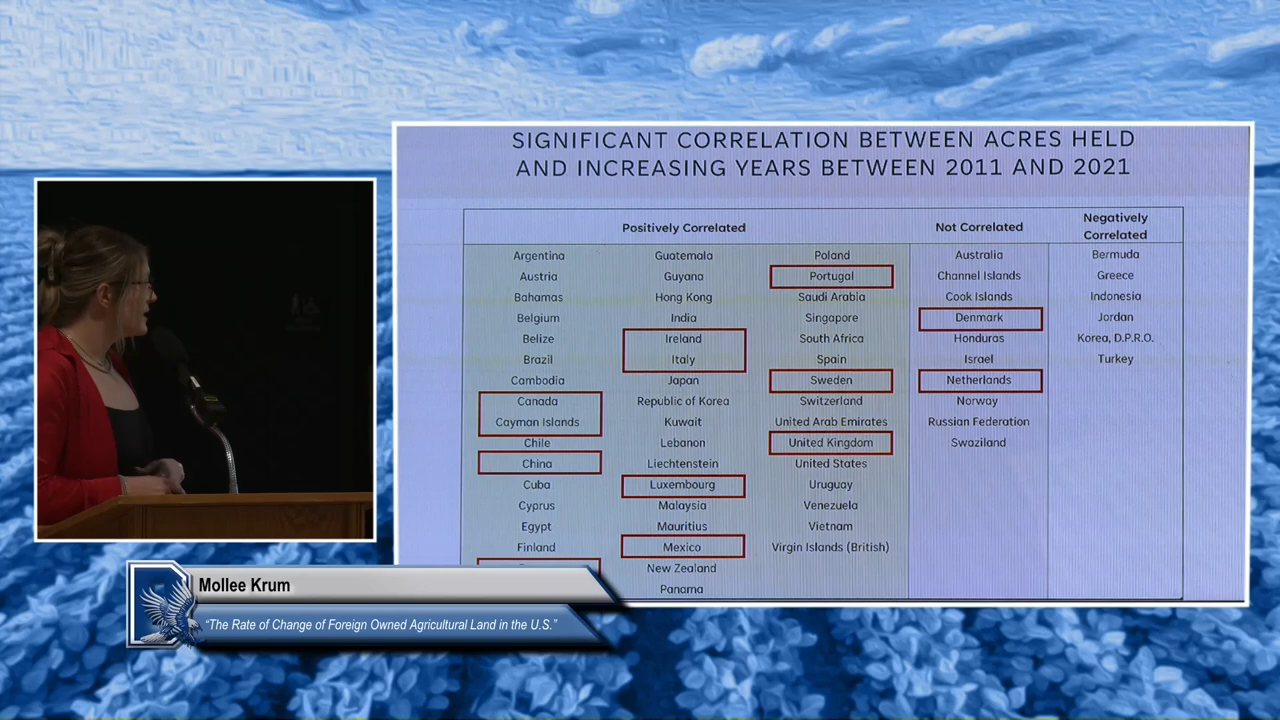 SIGNIFICANT CORRELATION BETWEEN ACRES HELD
AND INCREASING YEARS BETWEEN 2011 AND 2021
Positively Correlated
Not Correlated
Negatively
Correlated
Argentina
Austria
Bahamas
Belgium
Belize
Brazil
Cambodia
Canada
Cayman Islands
Chile
China
Cuba
Cyprus
Egypt
Finland
Guatemala
Guyana
Hong Kong
India
Ireland
Italy
Japan
Republic of Korea
Kuwait
Lebanon
Liechtenstein
Luxembourg
Malaysia
Mauritius
Mexico
New Zealand
Panama
Poland
Portugal
Saudi Arabia
Singapore
South Africa
Spain
Sweden
Switzerland
United Arab Emirates
United Kingdom
United States
Uruguay
Venezuela
Vietnam
Virgin Islands (British)
Australia
Channel Islands
Cook Islands
Denmark
Honduras
Israel
Netherlands
Norway
Russian Federation
Swaziland
Bermuda
Greece
Indonesia
Jordan
Korea, D.P.R.O.
Turkey
Mollee Krum
“The Rate of Change of Foreign Owned Agricultural Land in the U.S.”